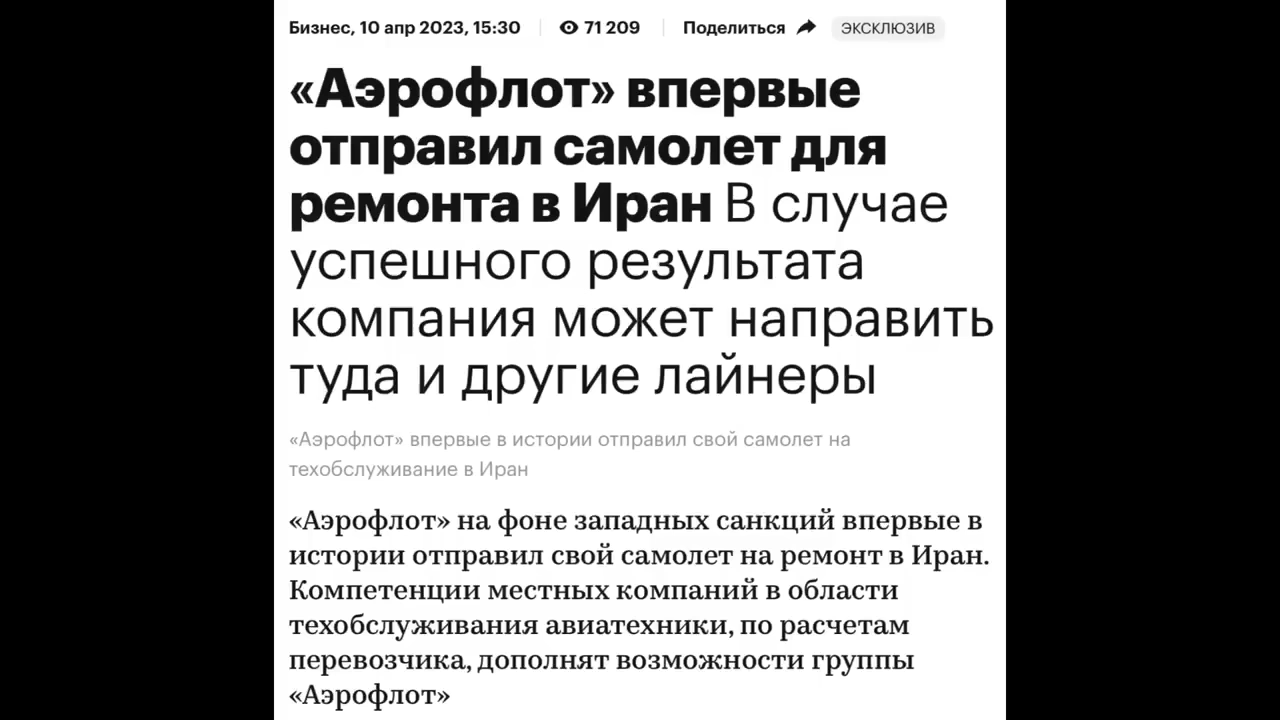 Бизнес, 10 апр 2023, 15:30 71 209 Поделиться ЭКСКЛЮЗИВ
«Аэрофлот» впервые
отправил самолет для
ремонта в Иран В случае
успешного результата
компания может направить
туда и другие лайнеры
«Аэрофлот» впервые в истории отправил свой самолет на
техобслуживание в Иран
«Аэрофлот» на фоне западных санкций впервые в
истории отправил свой самолет на ремонт в Иран.
Компетенции местных компаний в области
техобслуживания авиатехники, по расчетам
перевозчика, дополнят возможности группы
«Аэрофлот»